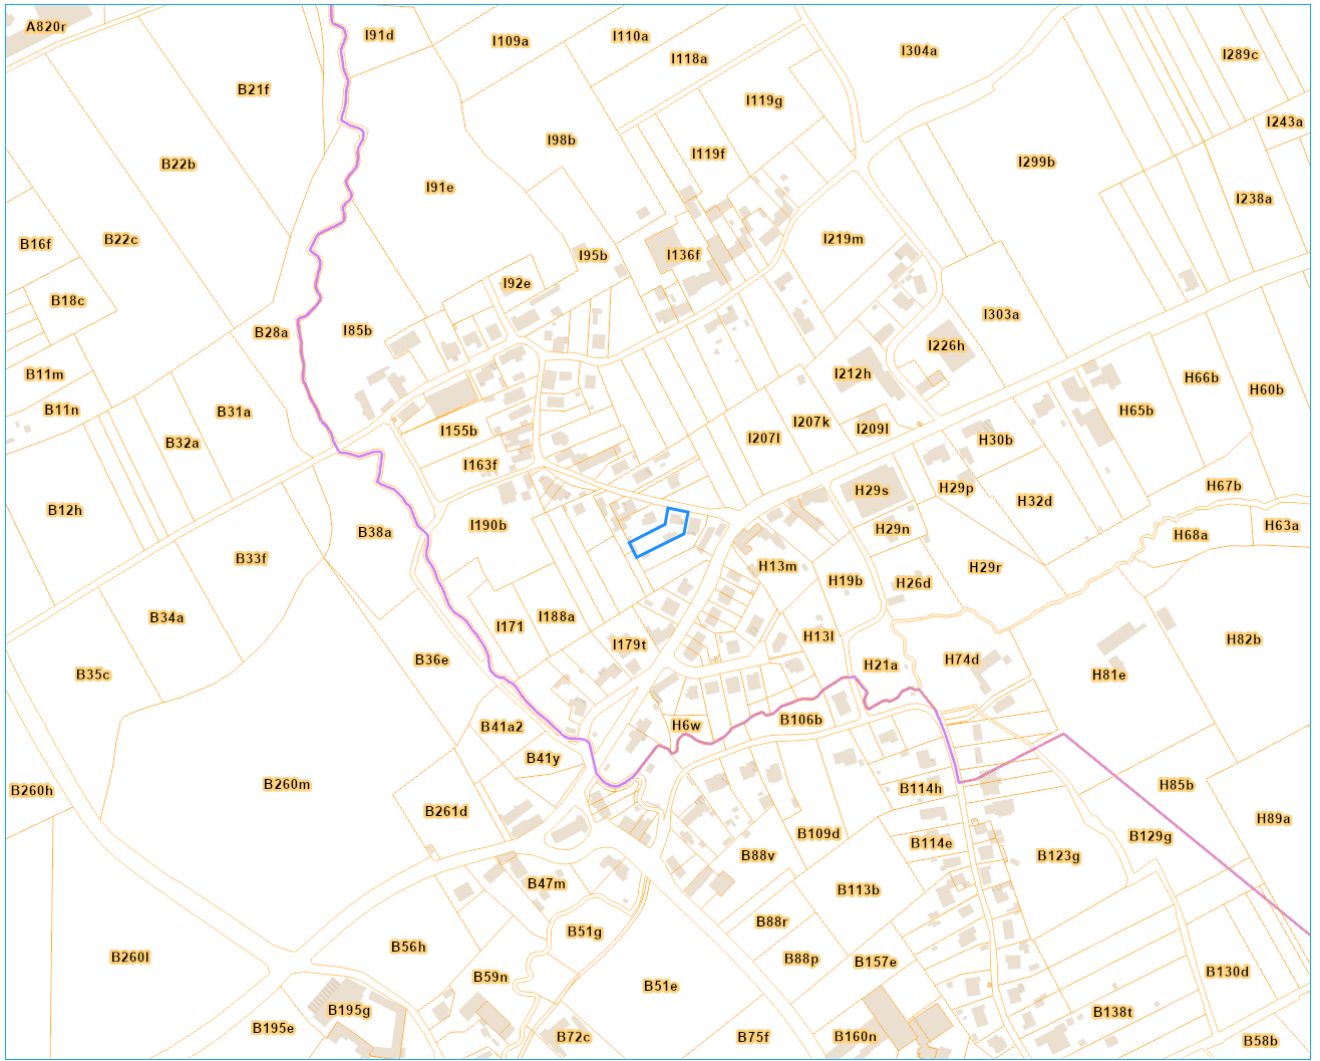 A820r
I91d
I109a
I110a
I118a
I304a
I289c
B21f
I119g
I243a
I98b
I119f
B22b
I299b
I91e
I238a
B16f
B22c
I95b
I136f
I219m
I92e
B18c
B28a
I85b
I303a
I226h
B11m
I212h
H66b
H60b
B11n
B31a
H65b
B32a
I155b
I207l
I207k
I209l
H30b
I163f
H29s
H29p
H67b
H32d
B12h
I190b
H29n
H68a
H63a
B38a
B33f
H13m
H19b
H26d
H29r
B34a
I171
I188a
I179t
H13l
H82b
B35c
B36e
H21a
H74d
H81e
B41a2
H6w
B106b
B260h
B260m
B41y
B114h
H85b
B261d
B109d
H89a
B114e
B129g
B88v
B123g
B47m
B113b
B88r
B56h
B51g
B260l
B88p
B157e
B59n
B51e
B130d
B195g
B138t
B195e
B72c
B75f
B160n
B58b